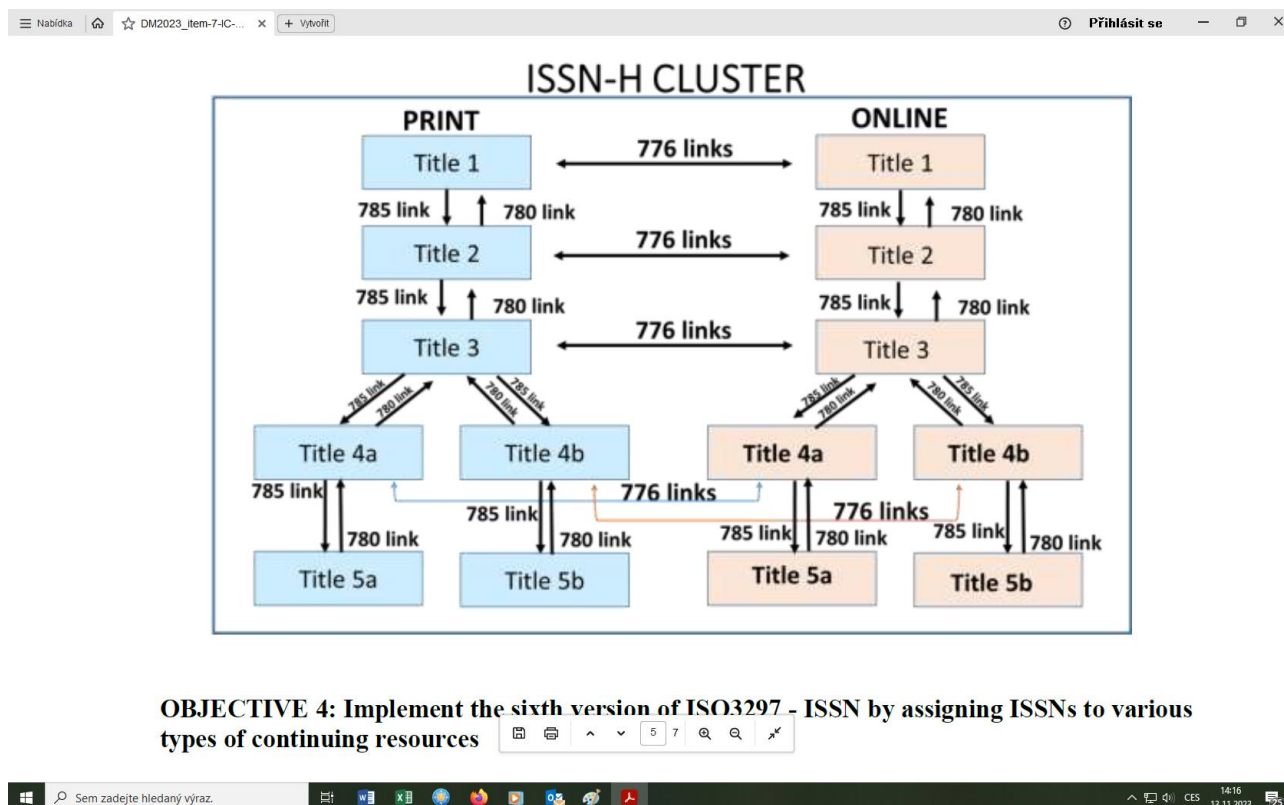 Nabídka DM2023_item-7-IC-... + Vytvořit Přihlásit se
ISSN-H CLUSTER
PRINT ONLINE
Title 1 776 links Title 1
785 link 780 link 785 link 780 link
Title 2 776 links Title 2
785 link 780 link 785 link 780 link
Title 3 776 links Title 3
785 link 780 link 780 link 785 link 785 link 780 link 780 link 785 link
Title 4a Title 4b Title 4a Title 4b
785 link 776 links
785 link 776 links
780 link 780 link 785 link 780 link 785 link 780 link
Title 5a Title 5b Title 5a Title 5b
OBJECTIVE 4: Implement the sixth version of ISO3297 - ISSN by assigning ISSNs to various
types of continuing resources
5 7
Sem zadejte hledaný výraz. CES 14:16
12.11.2023